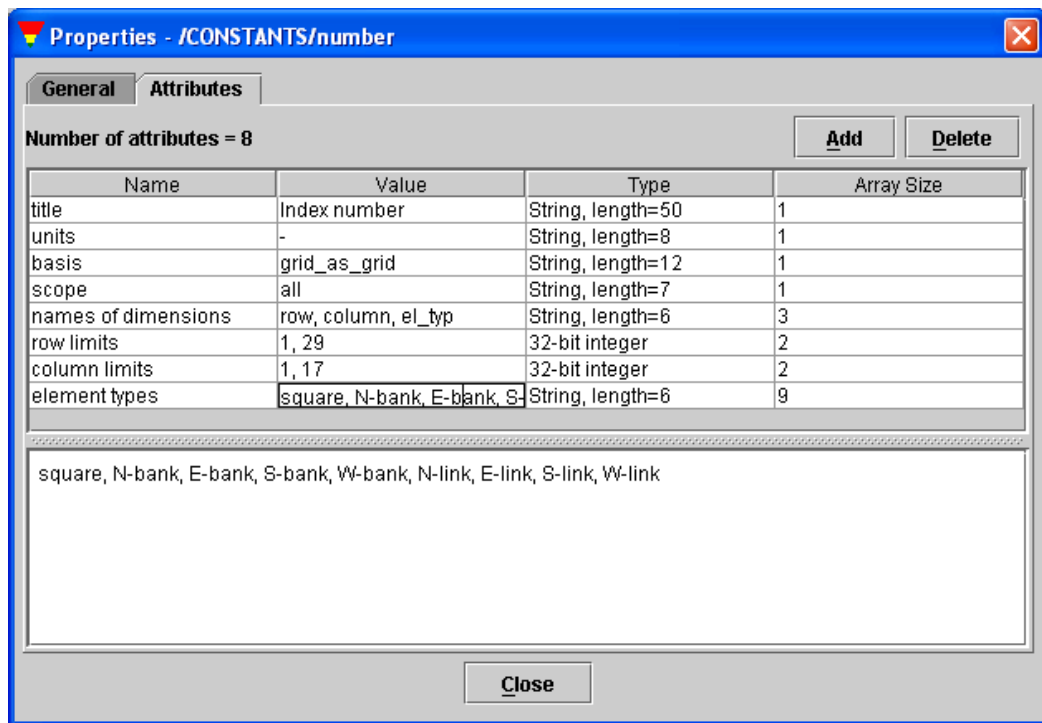 Properties - /CONSTANTS/number
General Attributes
Number of attributes = 8 Add Delete
Name Value Type Array Size
title Index number String, length=50 1
units - String, length=8 1
basis grid_as_grid String, length=12 1
scope all String, length=7 1
names of dimensions row, column, el_typ String, length=6 3
row limits 1, 29 32-bit integer 2
column limits 1, 17 32-bit integer 2
element types square, N-bank, E-bank, S- String, length=6 9
square, N-bank, E-bank, S-bank, W-bank, N-link, E-link, S-link, W-link
Close